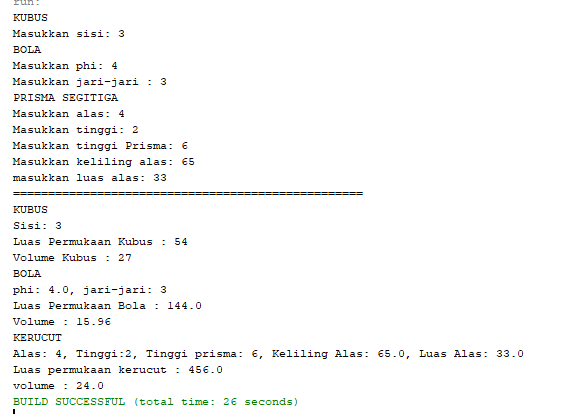 run:
KUBUS
Masukkan sisi: 3
BOLA
Masukkan phi: 4
Masukkan jari-jari : 3
PRISMA SEGITIGA
Masukkan alas: 4
Masukkan tinggi: 2
Masukkan tinggi Prisma: 6
Masukkan keliling alas: 65
masukkan luas alas: 33
==================================================
KUBUS
Sisi: 3
Luas Permukaan Kubus : 54
Volume Kubus : 27
BOLA
phi: 4.0, jari-jari: 3
Luas Permukaan Bola : 144.0
Volume : 15.96
KERUCUT
Alas: 4, Tinggi:2, Tinggi prisma: 6, Keliling Alas: 65.0, Luas Alas: 33.0
Luas permukaan kerucut : 456.0
volume : 24.0
BUILD SUCCESSFUL (total time: 26 seconds)